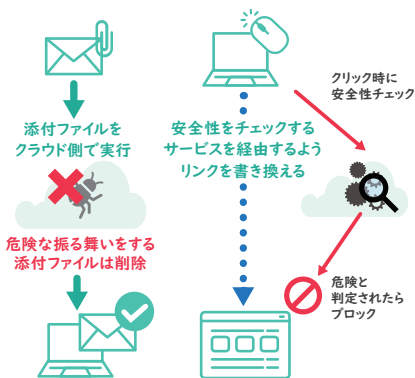 添付ファイルを
クラウド側で実行
危険な振る舞いをする
添付ファイルは削除
安全性をチェックする
サービスを経由するよう
リンクを書き換える
クリック時に
安全性チェック
危険と
判定されたら
ブロック